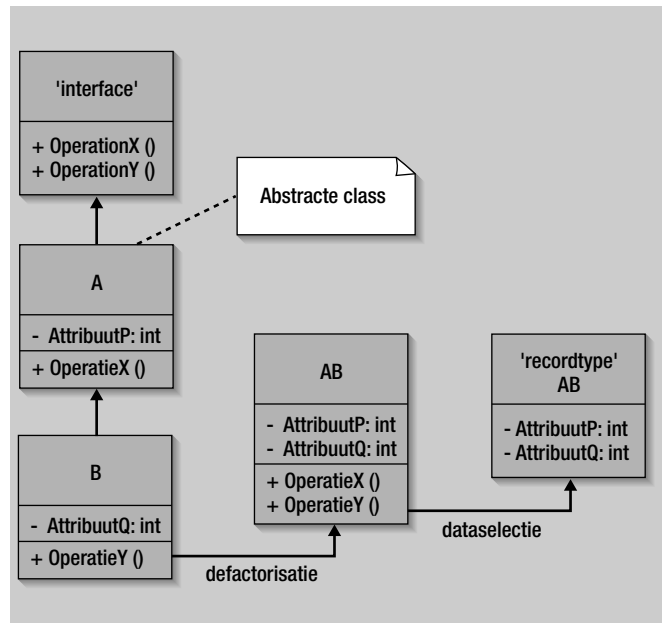 'interface'
+ OperationX ()
+ OperationY ()
Abstracte class
A
- AttribuutP: int
+ OperatieX ()
B
- AttribuutQ: int
+ OperatieY ()
defactorisatie
AB
- AttribuutP: int
- AttribuutQ: int
+ OperatieX ()
+ OperatieY ()
dataselectie
'recordtype'
AB
- AttribuutP: int
- AttribuutQ: int